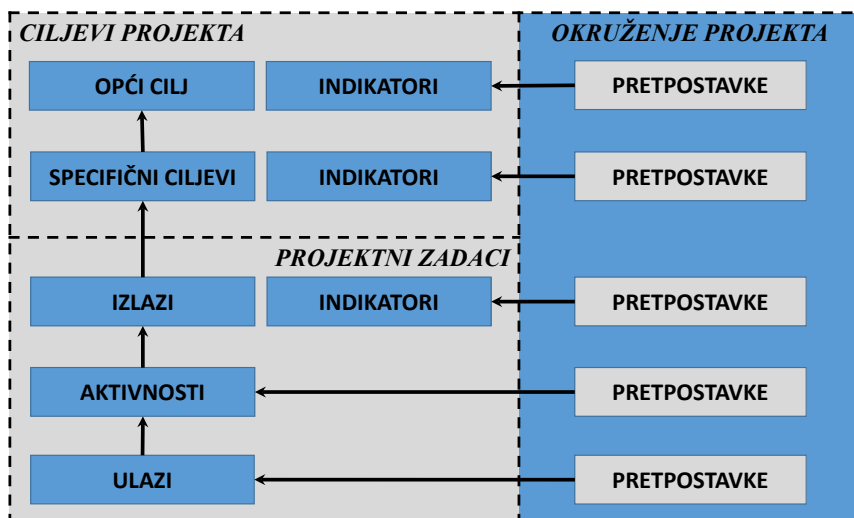 CILJEVI PROJEKTA
OKRUŽENJE PROJEKTA
OPĆI CILJ
INDIKATORI
PRETPOSTAVKE
SPECIFIČNI CILJEVI
INDIKATORI
PRETPOSTAVKE
PROJEKTNI ZADACI
IZLAZI
INDIKATORI
PRETPOSTAVKE
AKTIVNOSTI
PRETPOSTAVKE
ULAZI
PRETPOSTAVKE